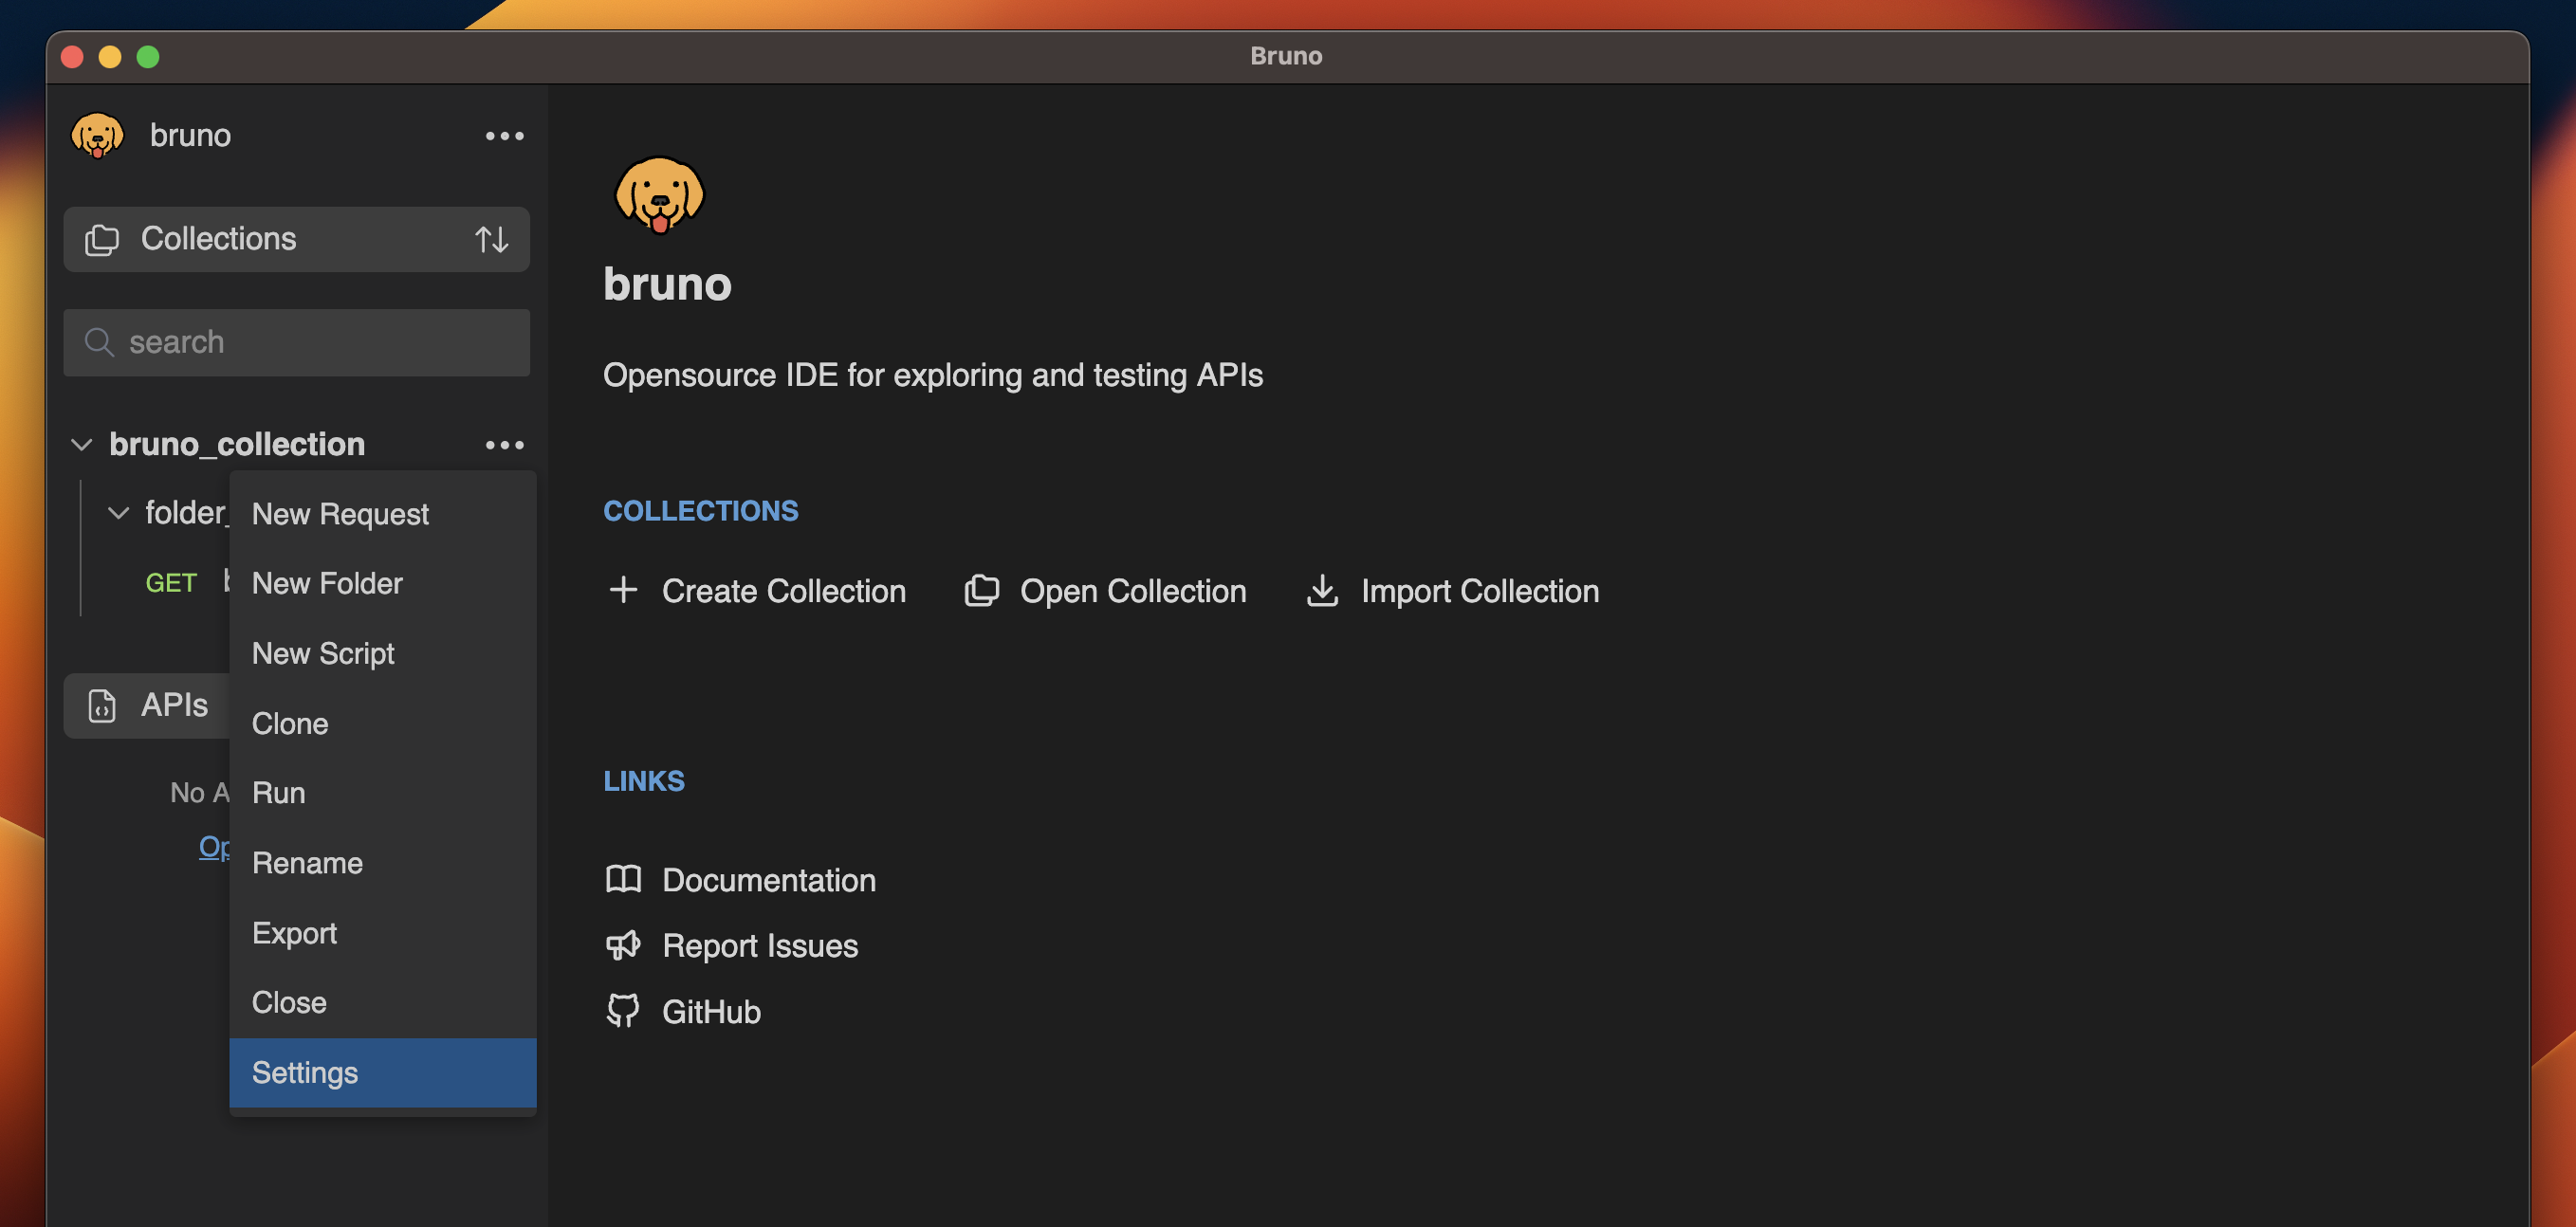 Bruno
bruno
Collections
search
bruno_collection
folder_
GET
APIs
No A
Op
New Request
New Folder
New Script
Clone
Run
Rename
Export
Close
Settings
bruno
Opensource IDE for exploring and testing APIs
COLLECTIONS
Create Collection Open Collection Import Collection
LINKS
Documentation
Report Issues
GitHub